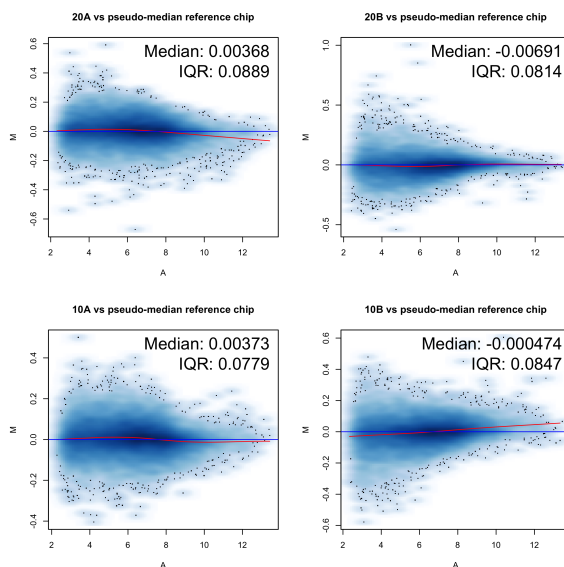 20A vs pseudo-median reference chip
Median: 0.00368
IQR: 0.0889
0.6
0.4
0.2
0.0
-0.2
-0.4
-0.6
M
2 4 6 8 10 12
A
20B vs pseudo-median reference chip
Median: -0.00691
IQR: 0.0814
1.0
0.5
0.0
-0.5
M
2 4 6 8 10 12
A
10A vs pseudo-median reference chip
Median: 0.00373
IQR: 0.0779
0.4
0.2
0.0
-0.2
-0.4
M
2 4 6 8 10 12
A
10B vs pseudo-median reference chip
Median: -0.000474
IQR: 0.0847
0.6
0.4
0.2
0.0
-0.2
-0.4
-0.6
M
2 4 6 8 10 12
A